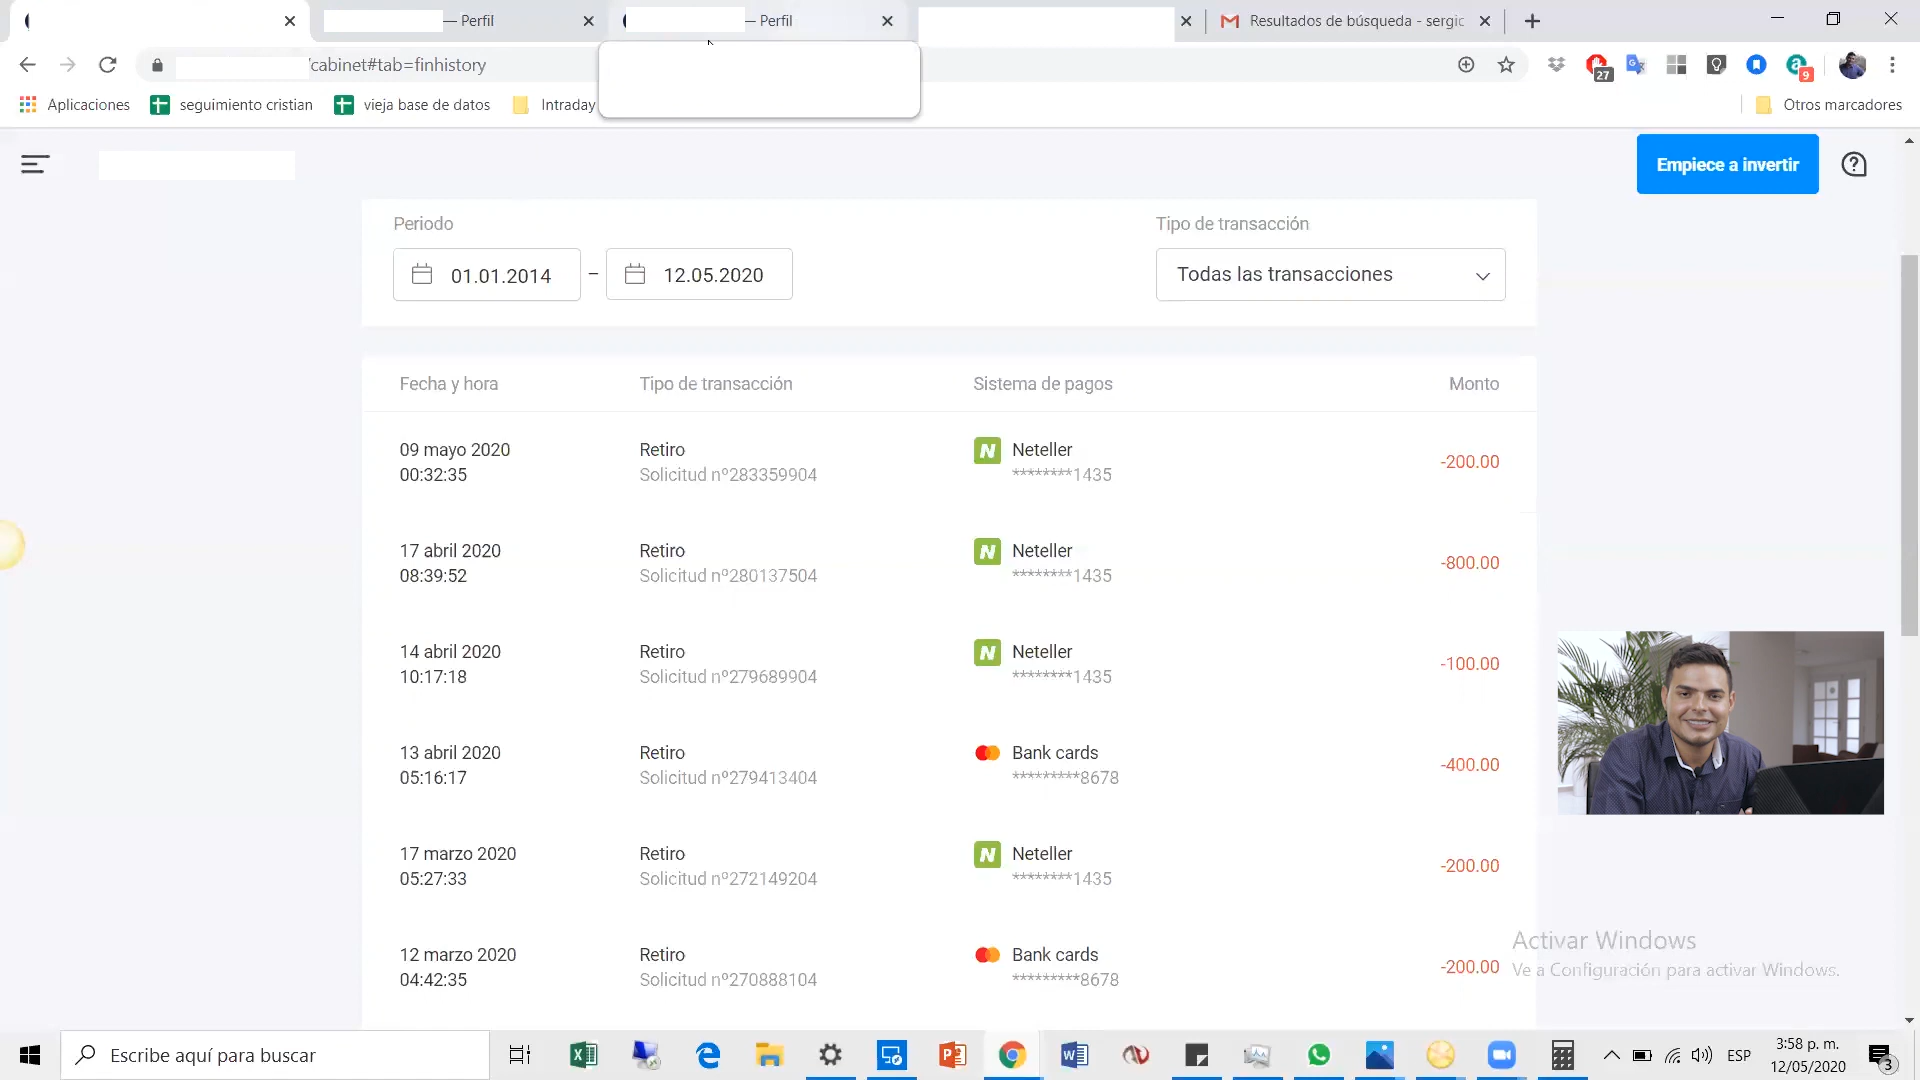 — Perfil
— Perfil
Resultados de búsqueda - sergic
/cabinet#tab=finhistory
27
9
Aplicaciones
seguimiento cristian
vieja base de datos
Intraday
Otros marcadores
Empiece a invertir
Periodo
Tipo de transacción
01.01.2014 – 12.05.2020
Todas las transacciones
Fecha y hora
Tipo de transacción
Sistema de pagos
Monto
09 mayo 2020
00:32:35
Retiro
Solicitud nº283359904
Neteller
********1435
-200.00
17 abril 2020
08:39:52
Retiro
Solicitud nº280137504
Neteller
********1435
-800.00
14 abril 2020
10:17:18
Retiro
Solicitud nº279689904
Neteller
********1435
-100.00
13 abril 2020
05:16:17
Retiro
Solicitud nº279413404
Bank cards
*********8678
-400.00
17 marzo 2020
05:27:33
Retiro
Solicitud nº272149204
Neteller
********1435
-200.00
12 marzo 2020
04:42:35
Retiro
Solicitud nº270888104
Bank cards
*********8678
-200.00
Activar Windows
Ve a Configuración para activar Windows.
Escribe aquí para buscar
ESP
3:58 p. m.
12/05/2020
3